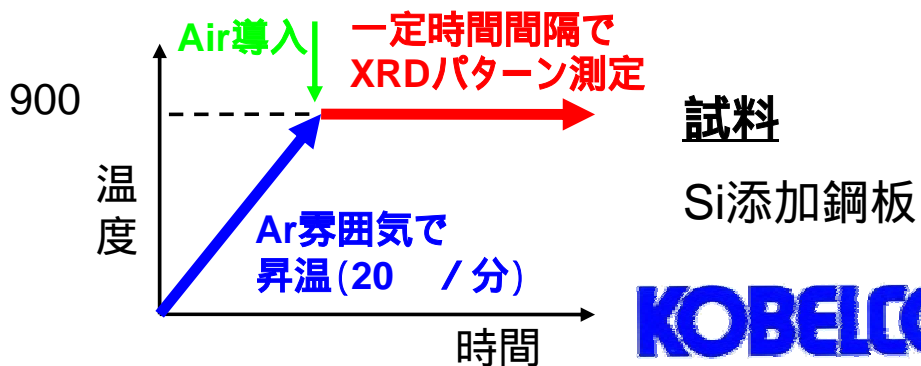 Air導入
一定時間間隔で
XRDパターン測定
900
試料
温
度
Si添加鋼板
Ar雰囲気で
昇温(20 /分)
時間
KOBELCO